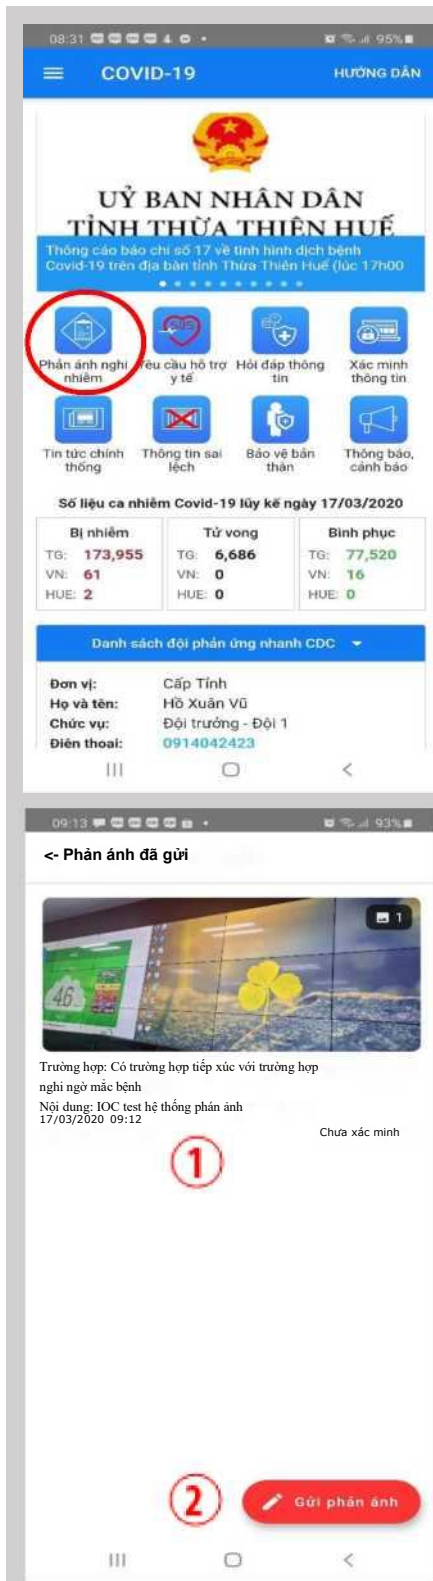 08:31
95%
COVID-19
HƯỚNG DẪN
UỶ BAN NHÂN DÂN
TỈNH THỪA THIÊN HUẾ
Thông cáo báo chí số 17 về tình hình dịch bệnh
Covid-19 trên địa bàn tỉnh Thừa Thiên Huế (lúc 17h00
SOS
Phản ánh nghi nhiễm
Yêu cầu hỗ trợ y tế
Hỏi đáp thông tin
Xác minh thông tin
Tin tức chính thống
Thông tin sai lệch
Bảo vệ bản thân
Thông báo, cảnh báo
Số liệu ca nhiễm Covid-19 lũy kế ngày 17/03/2020
Bị nhiễm
TG: 173,955
VN: 61
HUE: 2
Tử vong
TG: 6,686
VN: 0
HUE: 0
Bình phục
TG: 77,520
VN: 16
HUE: 0
Danh sách đội phản ứng nhanh CDC
Đơn vị: Cấp Tỉnh
Họ và tên: Hồ Xuân Vũ
Chức vụ: Đội trưởng - Đội 1
Điện thoại: 0914042423
09:13
93%
<- Phản ánh đã gửi
1
46
Trường hợp: Có trường hợp tiếp xúc với trường hợp
nghi ngờ mắc bệnh
Nội dung: IOC test hệ thống phán ảnh
17/03/2020 09:12
Chưa xác minh
1
2
Gửi phản ánh